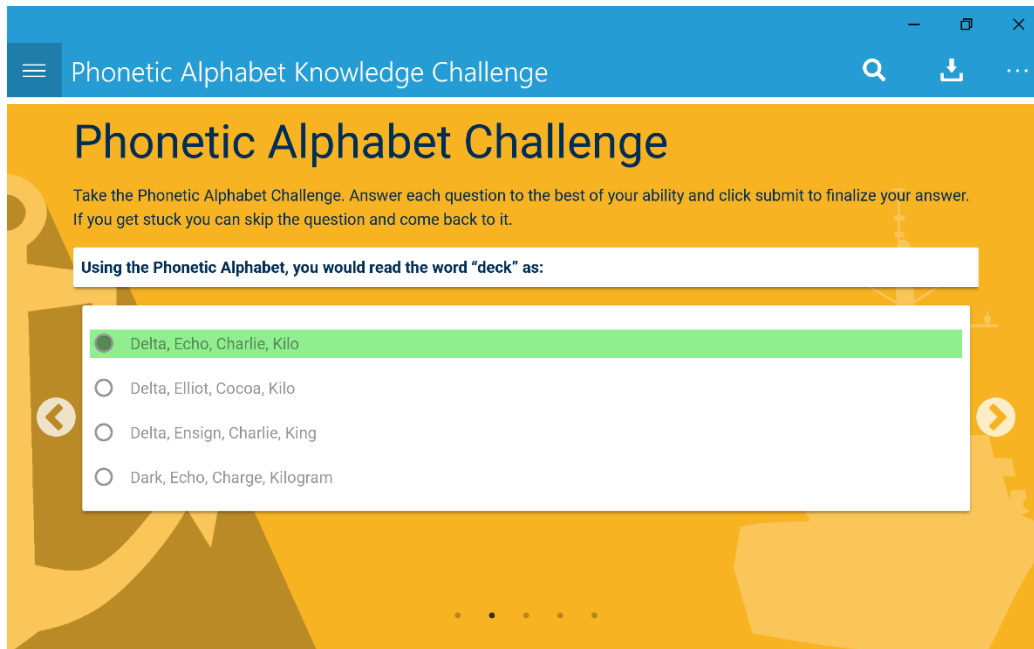 Phonetic Alphabet Knowledge Challenge
Phonetic Alphabet Challenge
Take the Phonetic Alphabet Challenge. Answer each question to the best of your ability and click submit to finalize your answer.
If you get stuck you can skip the question and come back to it.
Using the Phonetic Alphabet, you would read the word “deck” as:
Delta, Echo, Charlie, Kilo
Delta, Elliot, Cocoa, Kilo
Delta, Ensign, Charlie, King
Dark, Echo, Charge, Kilogram